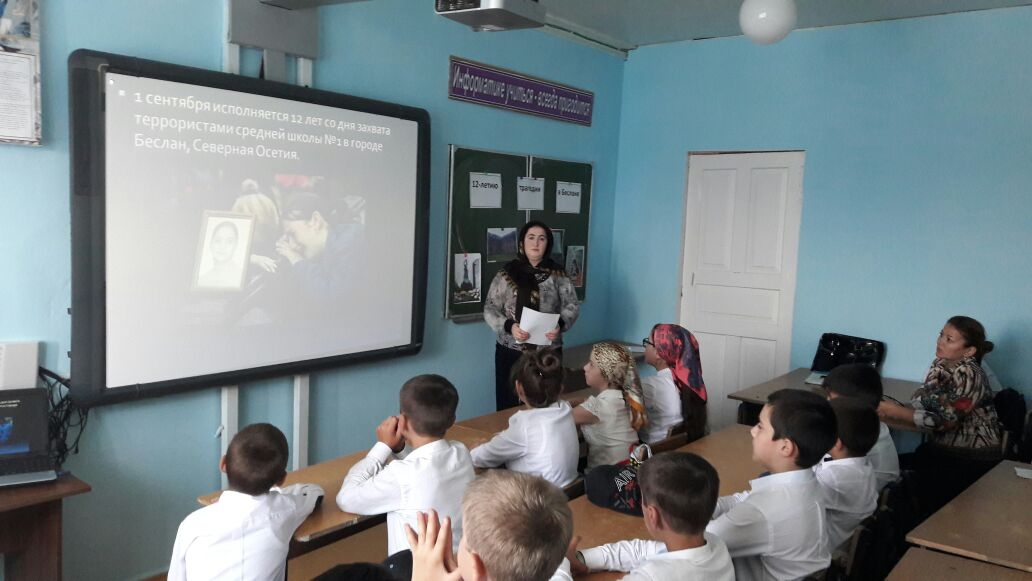 1 сентября исполняется 12 лет со дня захвата
террористами средней школы №1 в городе
Беслан, Северная Осетия.
Информатике учиться - всегда пригодится
12-летию трагедии в Беслане
AIR